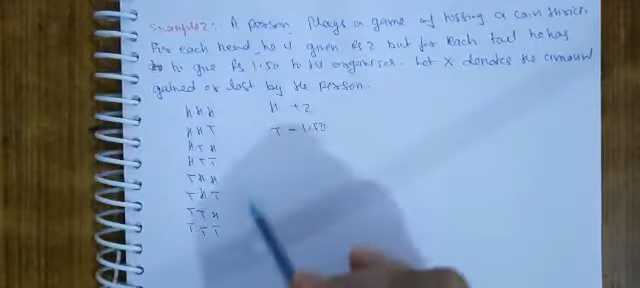 Example 2: A person plays a game of tossing a coin thrice.
For each head, he is given Rs 2 but for each tail he has
to give Rs 1.50 to the organiser. Let X denotes the amount
gained or lost by the person.
HHH H +2
HHT T -1.50
HTH
HTT
THH
THT
TTH
TTT